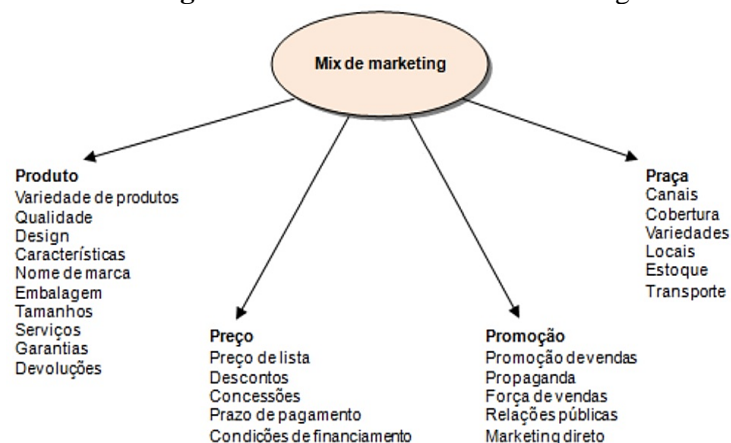 Mix de marketing
Produto
Variedade de produtos
Qualidade
Design
Características
Nome de marca
Embalagem
Tamanhos
Serviços
Garantias
Devoluções
Preço
Preço de lista
Descontos
Concessões
Prazo de pagamento
Condições de financiamento
Promoção
Promoção de vendas
Propaganda
Força de vendas
Relações públicas
Marketing direto
Praça
Canais
Cobertura
Variedades
Locais
Estoque
Transporte